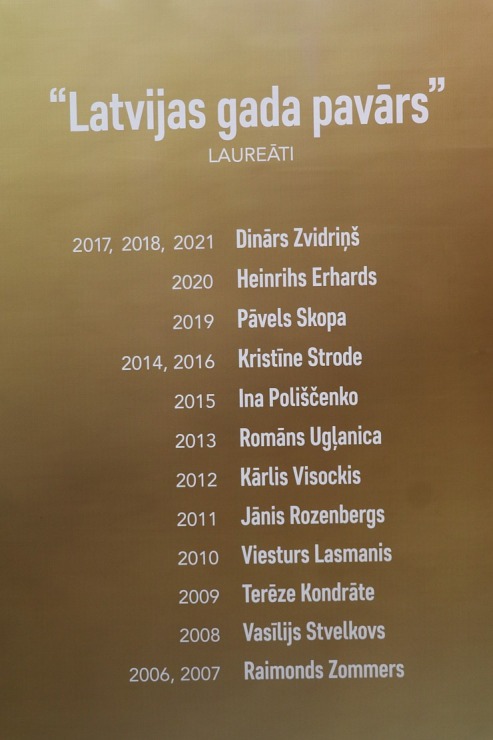 “Latvijas gada pavārs”
LAUREĀTI
2017, 2018, 2021 Dinārs Zvidriņš
2020 Heinrihs Erhards
2019 Pāvels Skopa
2014, 2016 Kristīne Strode
2015 Ina Poliščenko
2013 Romāns Ugļanica
2012 Kārlis Visockis
2011 Jānis Rozenbergs
2010 Viesturs Lasmanis
2009 Terēze Kondrāte
2008 Vasīlijs Stvelkovs
2006, 2007 Raimonds Zommers